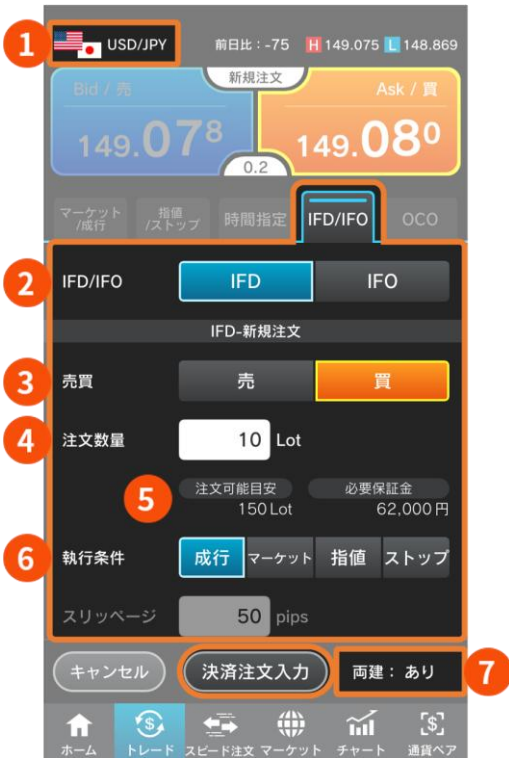 1
USD/JPY
前日比：-75 H 149.075 L 148.869
新規注文
Bid / 売
Ask / 買
149.078
149.080
0.2
マーケット
/成行
指値
/ストップ
時間指定
IFD/IFO
OCO
2
IFD/IFO
IFD
IFO
IFD-新規注文
3
売買
売
買
4
注文数量
10 Lot
5
注文可能目安
150 Lot
必要保証金
62,000 円
6
執行条件
成行
マーケット
指値
ストップ
スリッページ
50 pips
キャンセル
決済注文入力
両建： あり
7
ホーム
トレード
スピード注文
マーケット
チャート
通貨ペア